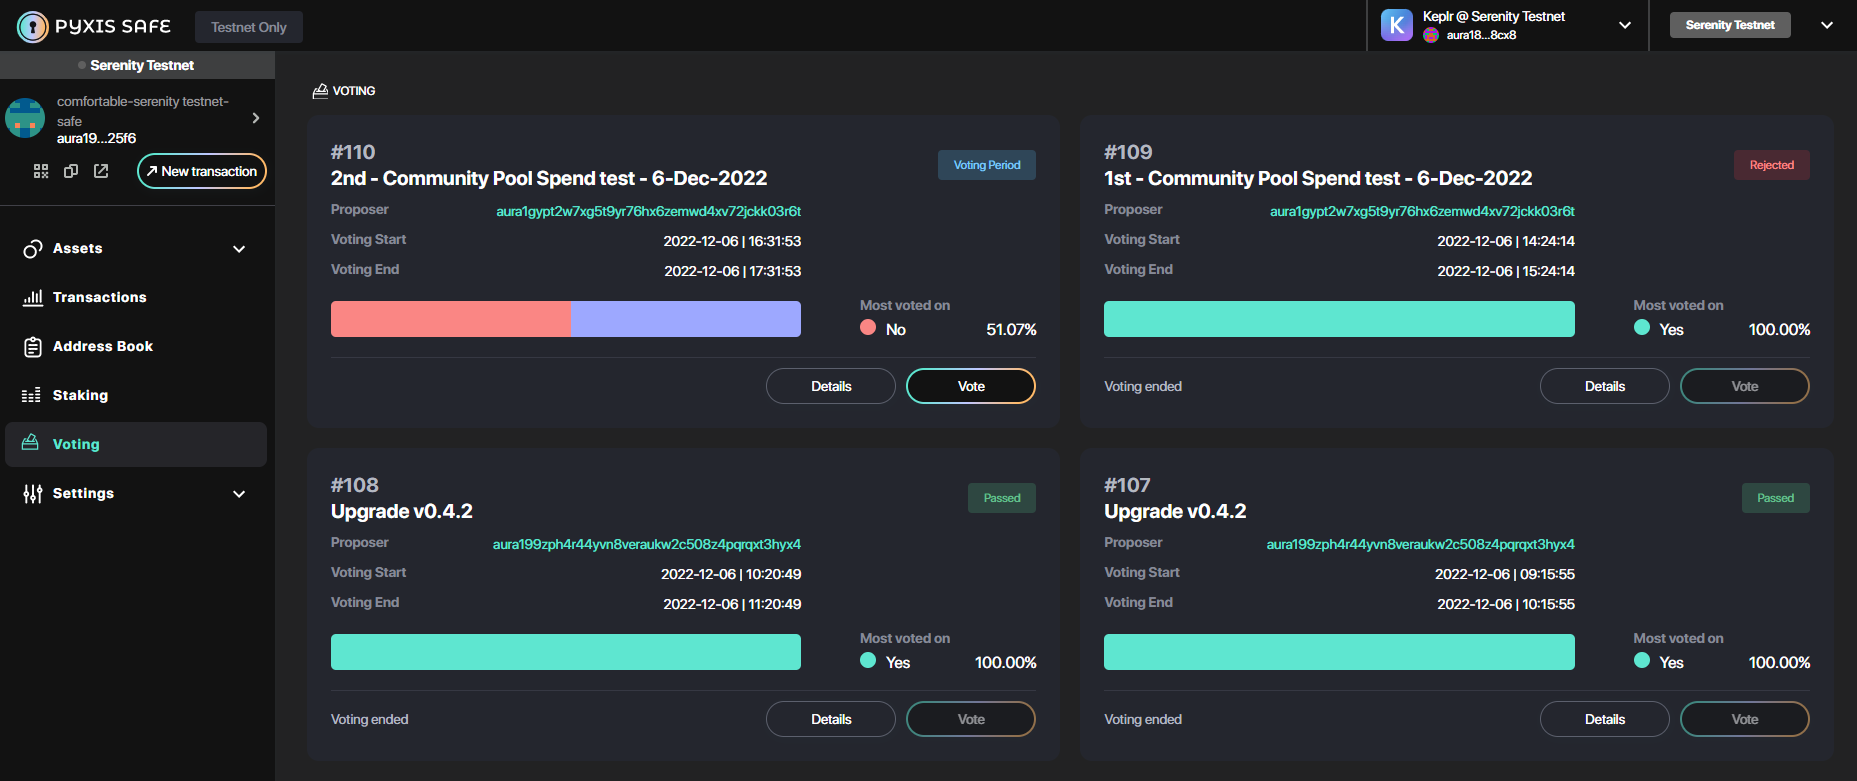 PYXIS SAFE
Testnet Only
K
Keplr @ Serenity Testnet
aura18...8cx8
Serenity Testnet
Serenity Testnet
comfortable-serenity testnet-
safe
aura19...25f6
New transaction
Assets
Transactions
Address Book
Staking
Voting
Settings
VOTING
#110
2nd - Community Pool Spend test - 6-Dec-2022
Voting Period
Proposer aura1gypt2w7xg5t9yr76hx6zemwd4xv72jckk03r6t
Voting Start 2022-12-06 | 16:31:53
Voting End 2022-12-06 | 17:31:53
Most voted on
No 51.07%
Details Vote
#109
1st - Community Pool Spend test - 6-Dec-2022
Rejected
Proposer aura1gypt2w7xg5t9yr76hx6zemwd4xv72jckk03r6t
Voting Start 2022-12-06 | 14:24:14
Voting End 2022-12-06 | 15:24:14
Most voted on
Yes 100.00%
Voting ended Details Vote
#108
Upgrade v0.4.2
Passed
Proposer aura199zph4r44yvn8veraukw2c508z4pqrqxt3hyx4
Voting Start 2022-12-06 | 10:20:49
Voting End 2022-12-06 | 11:20:49
Most voted on
Yes 100.00%
Voting ended Details Vote
#107
Upgrade v0.4.2
Passed
Proposer aura199zph4r44yvn8veraukw2c508z4pqrqxt3hyx4
Voting Start 2022-12-06 | 09:15:55
Voting End 2022-12-06 | 10:15:55
Most voted on
Yes 100.00%
Voting ended Details Vote